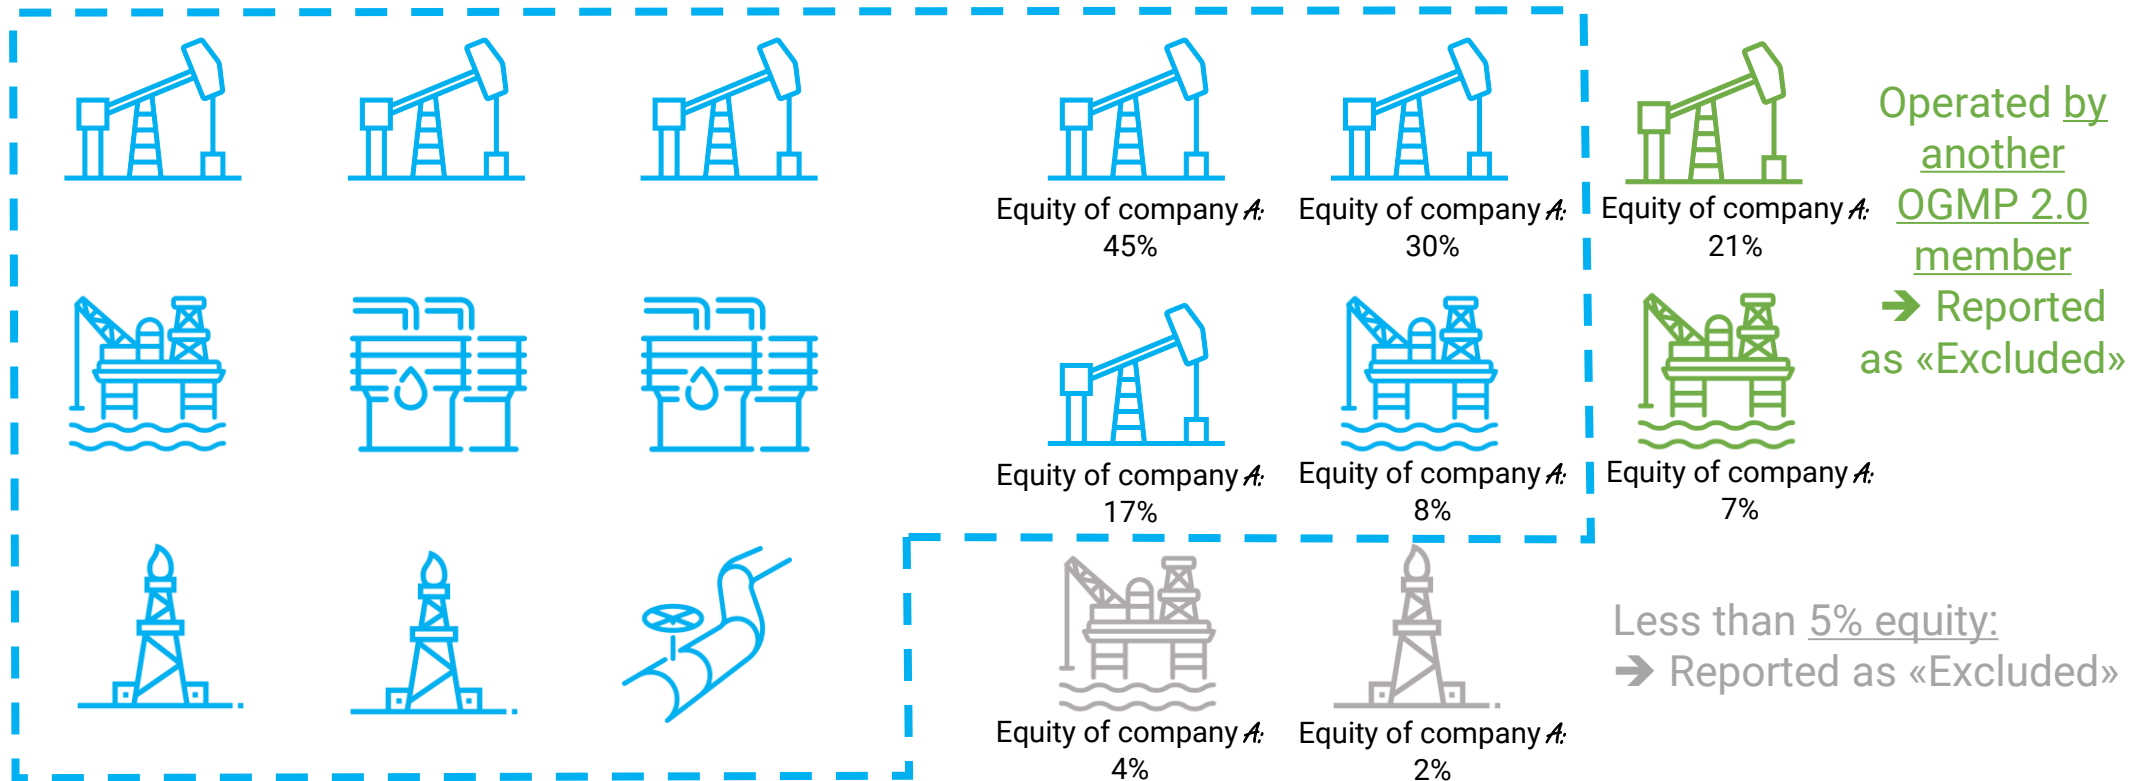 Equity of company A:
45%
Equity of company A:
30%
Equity of company A:
21%
Operated by
another
OGMP 2.0
member
➔ Reported
as «Excluded»
Equity of company A:
17%
Equity of company A:
8%
Equity of company A:
7%
Equity of company A:
4%
Equity of company A:
2%
Less than 5% equity:
➔ Reported as «Excluded»